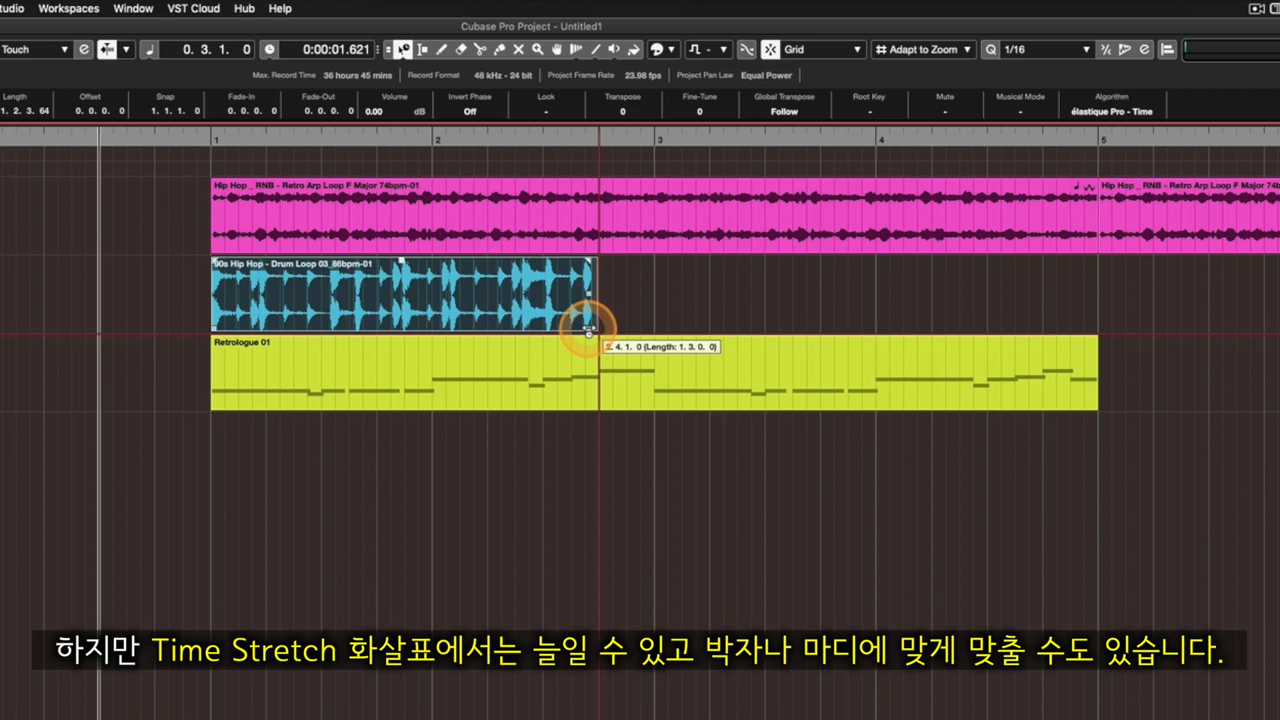 tudio Workspaces Window VST Cloud Hub Help
Cubase Pro Project - Untitled1
Touch 0. 3. 1. 0 0:00:01.621 Grid Adapt to Zoom Q 1/16
Max. Record Time 36 hours 45 mins Record Format 48 kHz - 24 bit Project Frame Rate 23.98 fps Project Pan Law Equal Power
Length Offset Snap Fade-In Fade-Out Volume Invert Phase Lock Transpose Fine-Tune Global Transpose Root Key Mute Musical Mode Algorithm
1. 2. 3. 64 0. 0. 0. 0 1. 1. 1. 0 0. 0. 0. 0 0. 0. 0. 0 0.00 dB Off - 0 0 Follow - - - élastique Pro - Time
1 2 3 4 5
Hip Hop _ RNB - Retro Arp Loop F Major 74bpm-01 Hip Hop _ RNB - Retro Arp Loop F Major 74
90s Hip Hop - Drum Loop 03_86bpm-01
Retrologue 01
2. 4. 1. 0 (Length: 1. 3. 0. 0)
하지만 Time Stretch 화살표에서는 늘일 수 있고 박자나 마디에 맞게 맞출 수도 있습니다.